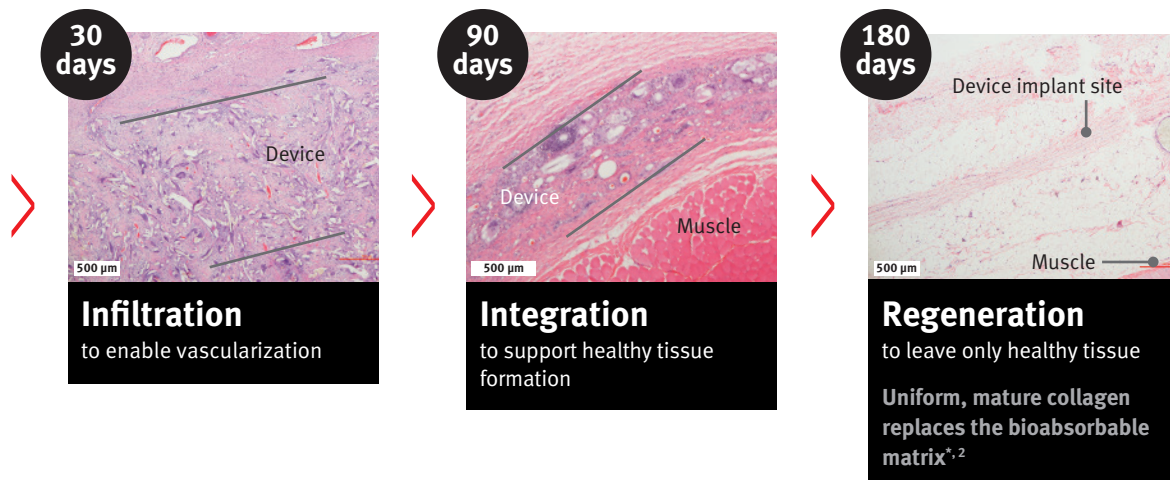 30
days
Device
500 µm
Infiltration
to enable vascularization
90
days
Device
Muscle
500 µm
Integration
to support healthy tissue
formation
180
days
Device implant site
Muscle
500 µm
Regeneration
to leave only healthy tissue
Uniform, mature collagen
replaces the bioabsorbable
matrix*, 2